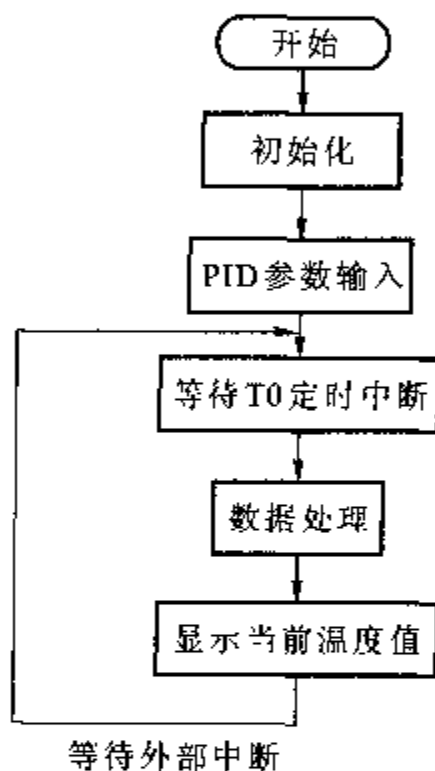 开始
初始化
PID参数输入
等待T0定时中断
数据处理
显示当前温度值
等待外部中断